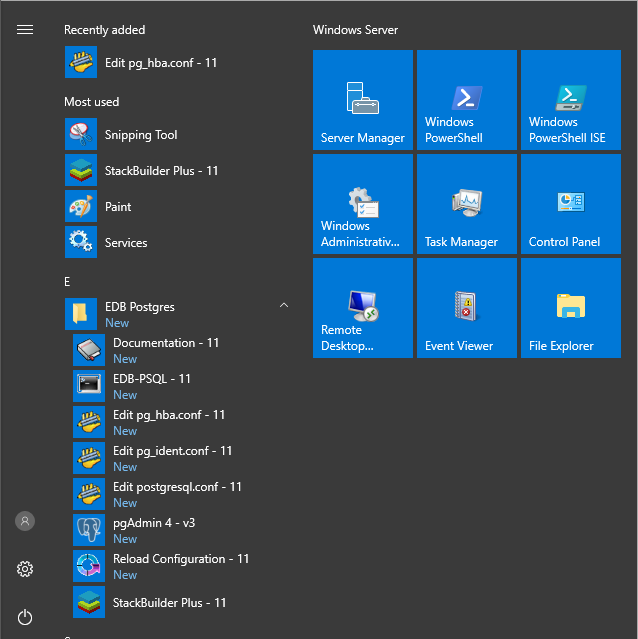 Recently added
Edit pg_hba.conf - 11
Most used
Snipping Tool
StackBuilder Plus - 11
Paint
Services
E
EDB Postgres
New
Documentation - 11
New
EDB-PSQL - 11
New
Edit pg_hba.conf - 11
New
Edit pg_ident.conf - 11
New
Edit postgresql.conf - 11
New
pgAdmin 4 - v3
New
Reload Configuration - 11
New
StackBuilder Plus - 11
Windows Server
Server Manager
Windows
PowerShell
Windows
PowerShell ISE
Windows
Administrativ...
Task Manager
Control Panel
Remote
Desktop...
Event Viewer
File Explorer